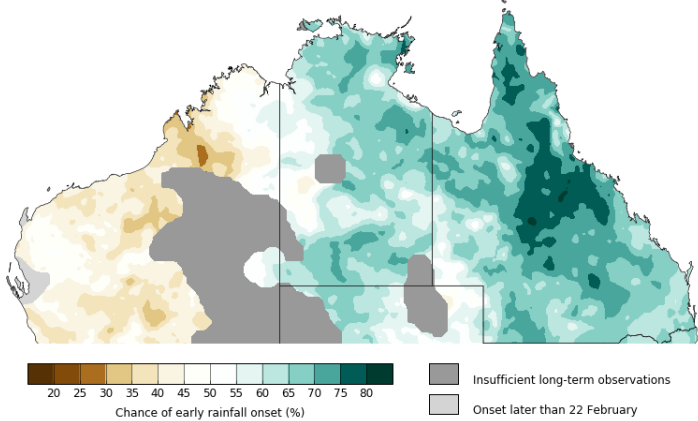 20 25 30 35 40 45 50 55 60 65 70 75 80
Chance of early rainfall onset (%)
Insufficient long-term observations
Onset later than 22 February